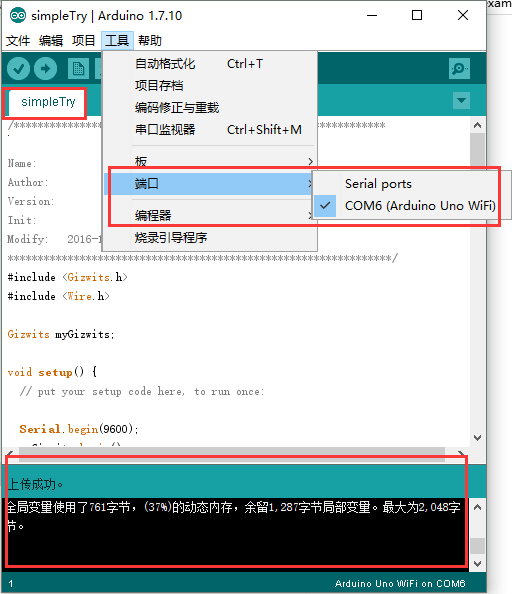 simpleTry | Arduino 1.7.10
exam
文件 编辑 项目 工具 帮助
自动格式化 Ctrl+T
项目存档
编码修正与重载
串口监视器 Ctrl+Shift+M
板
端口
编程器
烧录引导程序
Serial ports
COM6 (Arduino Uno WiFi)
simpleTry
Name:
Author:
Version:
Init:
Modify: 2016-1
#include <Gizwits.h>
#include <Wire.h>
Gizwits myGizwits;
void setup() {
// put your setup code here, to run once:
Serial.begin(9600);
上传成功。
全局变量使用了761字节，(37%)的动态内存，余留1,287字节局部变量。最大为2,048字
节。
1
Arduino Uno WiFi on COM6